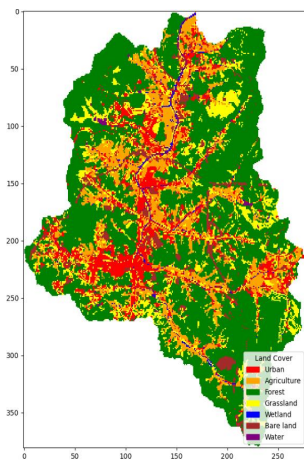 0
50
100
150
200
250
300
350
0
50
100
150
200
250
Land Cover
Urban
Agriculture
Forest
Grassland
Wetland
Bare land
Water